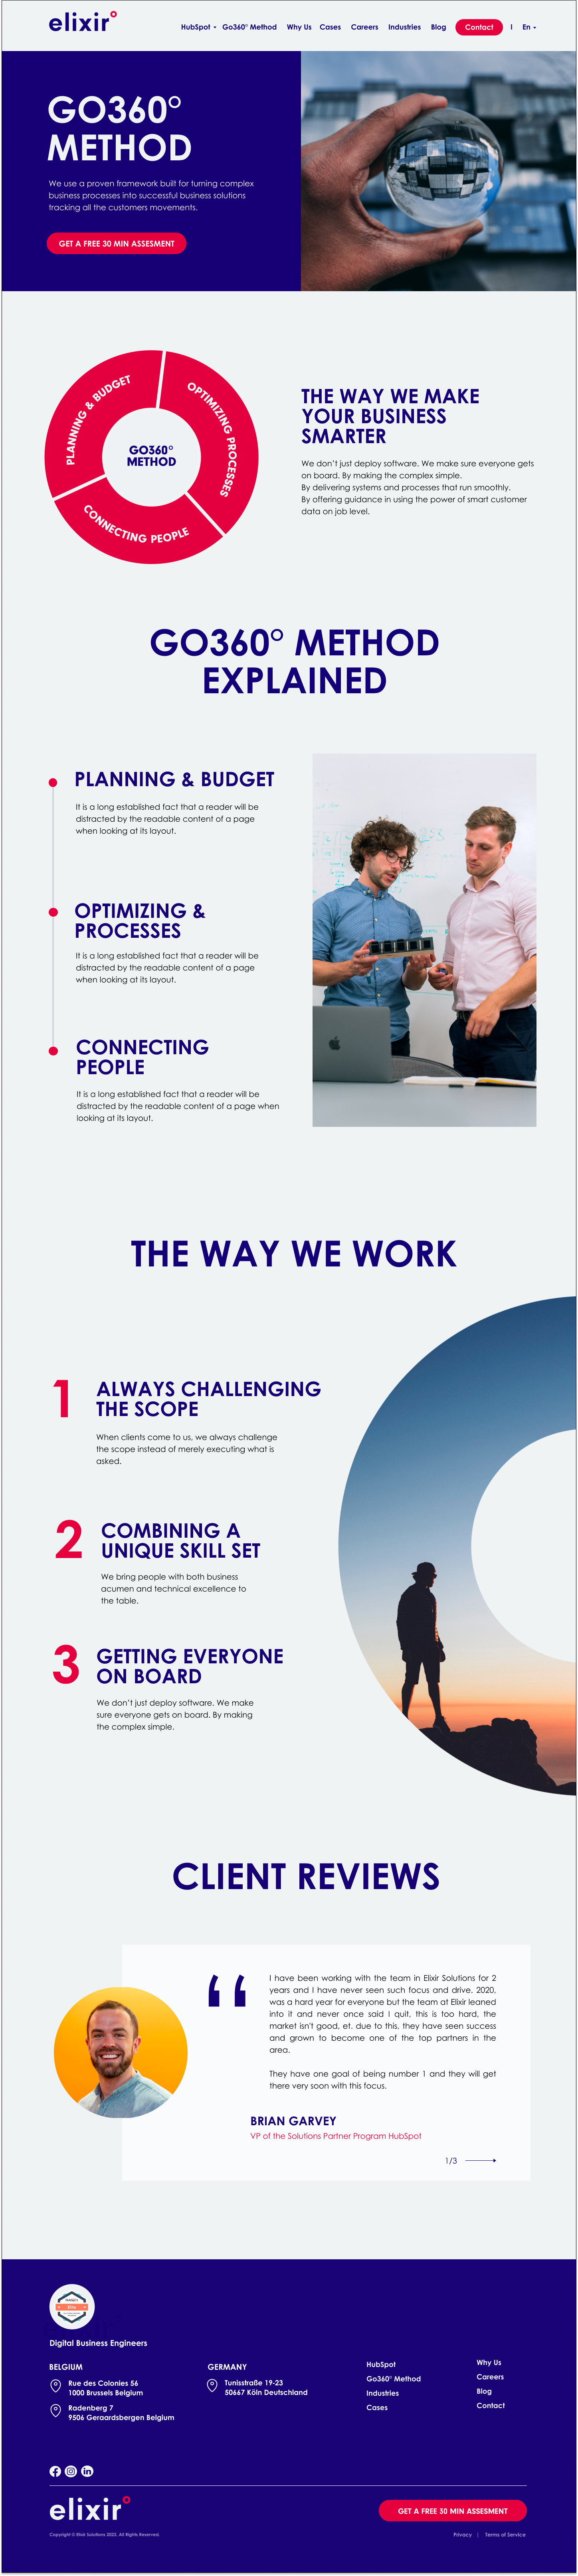 elixir
HubSpot
Go360° Method
Why Us
Cases
Careers
Industries
Blog
Contact
|
En
GO360°
METHOD
We use a proven framework built for turning complex
business processes into successful business solutions
tracking all the customers movements.
GET A FREE 30 MIN ASSESMENT
PLANNING & BUDGET
OPTIMIZING PROCESSES
CONNECTING PEOPLE
GO360°
METHOD
THE WAY WE MAKE
YOUR BUSINESS
SMARTER
We don't just deploy software. We make sure everyone gets
on board. By making the complex simple.
By delivering systems and processes that run smoothly.
By offering guidance in using the power of smart customer
data on job level.
GO360° METHOD
EXPLAINED
PLANNING & BUDGET
It is a long established fact that a reader will be
distracted by the readable content of a page
when looking at its layout.
OPTIMIZING &
PROCESSES
It is a long established fact that a reader will be
distracted by the readable content of a page
when looking at its layout.
CONNECTING
PEOPLE
It is a long established fact that a reader will be
distracted by the readable content of a page when
looking at its layout.
THE WAY WE WORK
1
ALWAYS CHALLENGING
THE SCOPE
When clients come to us, we always challenge
the scope instead of merely executing what is
asked.
2
COMBINING A
UNIQUE SKILL SET
We bring people with both business
acumen and technical excellence to
the table.
3
GETTING EVERYONE
ON BOARD
We don't just deploy software. We make
sure everyone gets on board. By making
the complex simple.
CLIENT REVIEWS
I have been working with the team in Elixir Solutions for 2
years and I have never seen such focus and drive. 2020,
was a hard year for everyone but the team at Elixir leaned
into it and never once said I quit, this is too hard, the
market isn't good, et. due to this. they have seen success
and grown to become one of the top partners in the
area.
They have one goal of being number 1 and they will get
there very soon with this focus.
BRIAN GARVEY
VP of the Solutions Partner Program HubSpot
1/3
Digital Business Engineers
BELGIUM
Rue des Colonies 56
1000 Brussels Belgium
Radenberg 7
9506 Geraardsbergen Belgium
GERMANY
Tunisstraße 19-23
50667 Köln Deutschland
HubSpot
Go360° Method
Industries
Cases
Why Us
Careers
Blog
Contact
elixir
GET A FREE 30 MIN ASSESMENT
Copyright © Elixir Solutions 2022. All Rights Reserved.
Privacy | Terms of Service